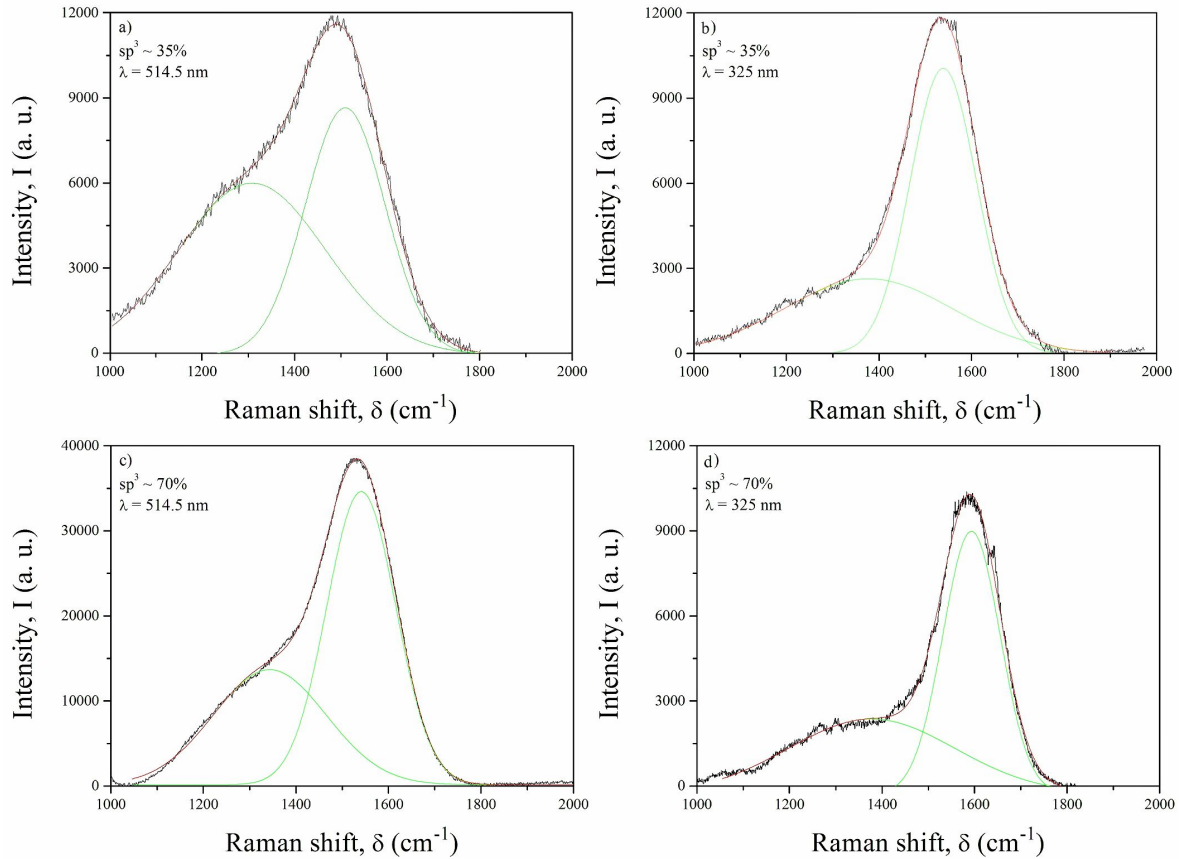 a)
sp³ ~ 35%
λ = 514.5 nm
12000
9000
6000
3000
0
Intensity, I (a. u.)
1000 1200 1400 1600 1800 2000
Raman shift, δ (cm⁻¹)
b)
sp³ ~ 35%
λ = 325 nm
12000
9000
6000
3000
0
Intensity, I (a. u.)
1000 1200 1400 1600 1800 2000
Raman shift, δ (cm⁻¹)
c)
sp³ ~ 70%
λ = 514.5 nm
40000
30000
20000
10000
0
Intensity, I (a. u.)
1000 1200 1400 1600 1800 2000
Raman shift, δ (cm⁻¹)
d)
sp³ ~ 70%
λ = 325 nm
12000
9000
6000
3000
0
Intensity, I (a. u.)
1000 1200 1400 1600 1800 2000
Raman shift, δ (cm⁻¹)